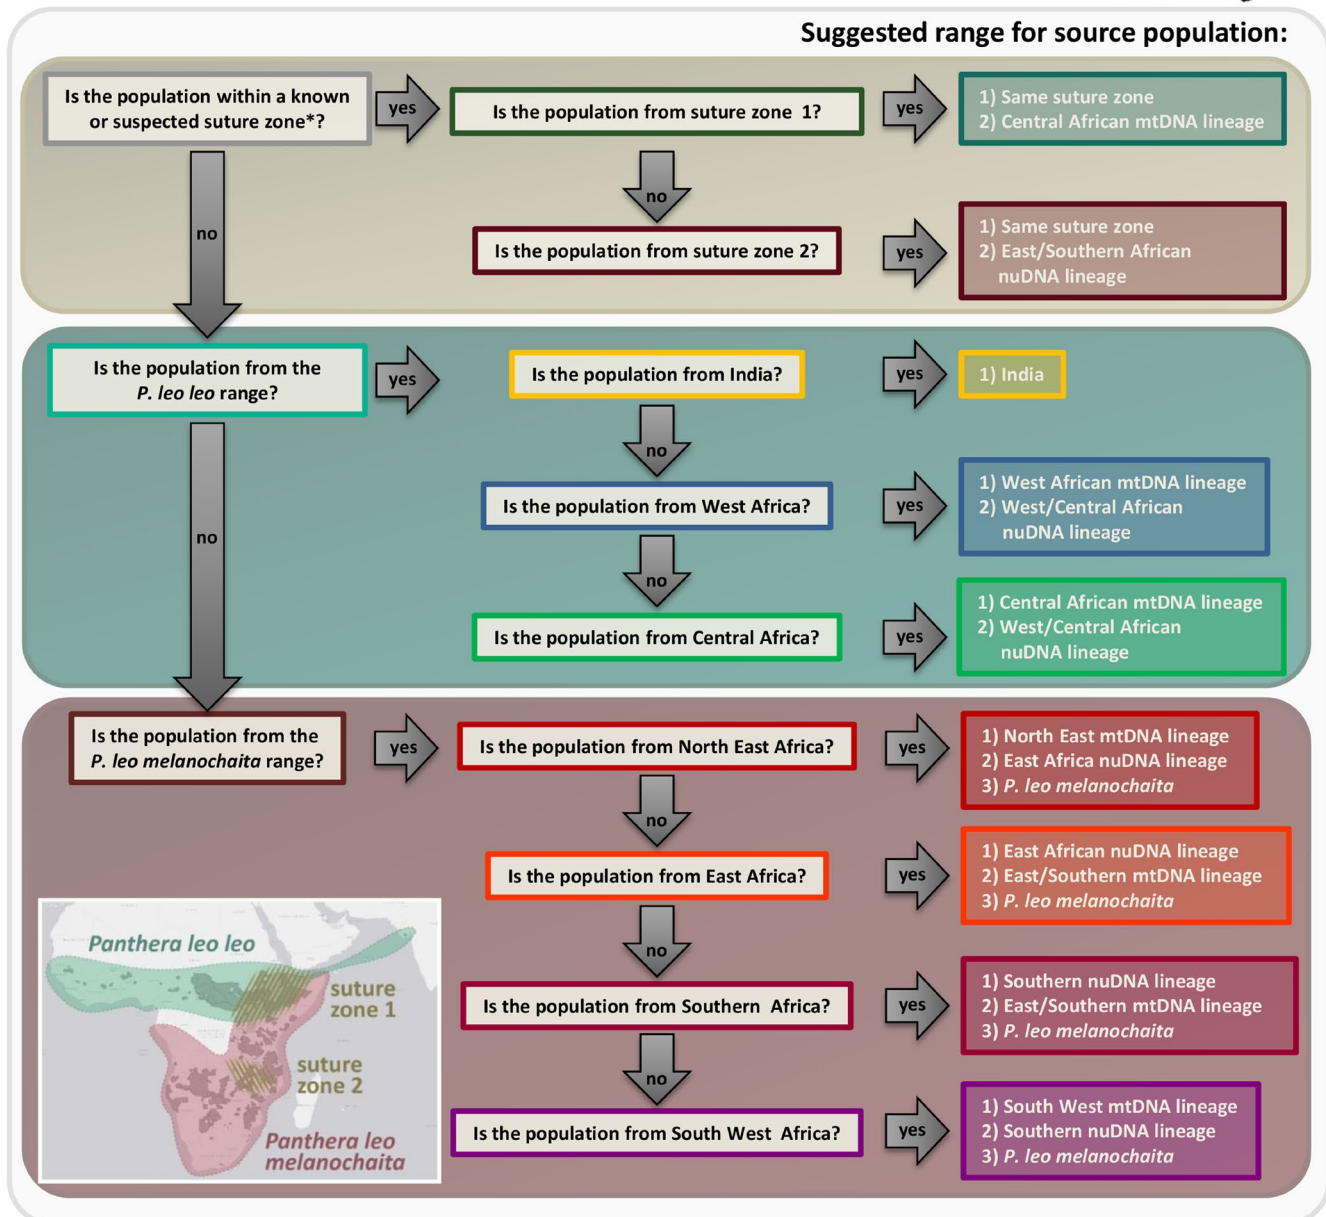 Suggested range for source population:
Is the population within a known
or suspected suture zone*?
yes
Is the population from suture zone 1?
yes
1) Same suture zone
2) Central African mtDNA lineage
no
no
Is the population from suture zone 2?
yes
1) Same suture zone
2) East/Southern African
nuDNA lineage
Is the population from the
P. leo leo range?
yes
Is the population from India?
yes
1) India
no
no
Is the population from West Africa?
yes
1) West African mtDNA lineage
2) West/Central African
nuDNA lineage
no
Is the population from Central Africa?
yes
1) Central African mtDNA lineage
2) West/Central African
nuDNA lineage
Is the population from the
P. leo melanochaita range?
yes
Is the population from North East Africa?
yes
1) North East mtDNA lineage
2) East Africa nuDNA lineage
3) P. leo melanochaita
no
Is the population from East Africa?
yes
1) East African nuDNA lineage
2) East/Southern mtDNA lineage
3) P. leo melanochaita
no
Is the population from Southern Africa?
yes
1) Southern nuDNA lineage
2) East/Southern mtDNA lineage
3) P. leo melanochaita
no
Is the population from South West Africa?
yes
1) South West mtDNA lineage
2) Southern nuDNA lineage
3) P. leo melanochaita
Panthera leo leo
suture
zone 1
suture
zone 2
Panthera leo
melanochaita